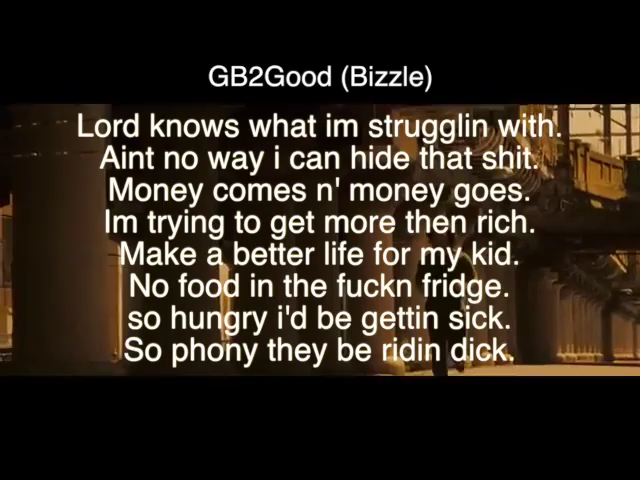 GB2Good (Bizzle)
Lord knows what im strugglin with.
Aint no way i can hide that shit.
Money comes n' money goes.
Im trying to get more then rich.
Make a better life for my kid.
No food in the fuckn fridge.
so hungry i'd be gettin sick.
So phony they be ridin dick.